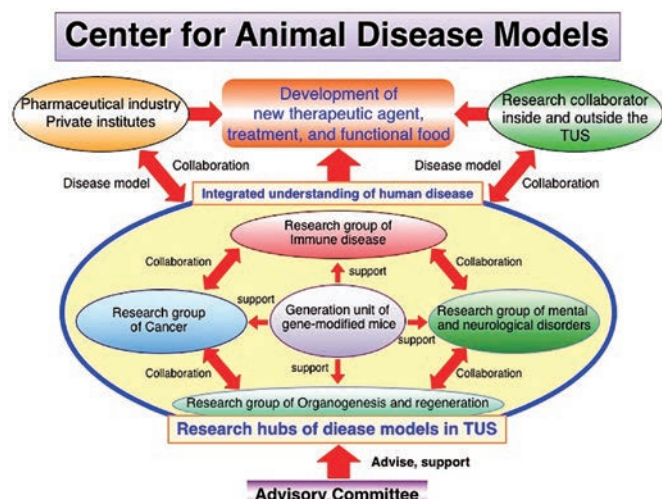 Center for Animal Disease Models
Pharmaceutical industry
Private institutes
Development of
new therapeutic agent,
treatment, and functional food
Research collaborator
inside and outside the
TUS
Collaboration
Disease model
Disease model
Collaboration
Integrated understanding of human disease
Research group of
Immune disease
Collaboration
Collaboration
support
support
Research group
of Cancer
Generation unit of
gene-modified mice
Research group of mental
and neurological disorders
support
support
Collaboration
Collaboration
Research group of Organogenesis and regeneration
Research hubs of disease models in TUS
Advise, support
Advisory Committee